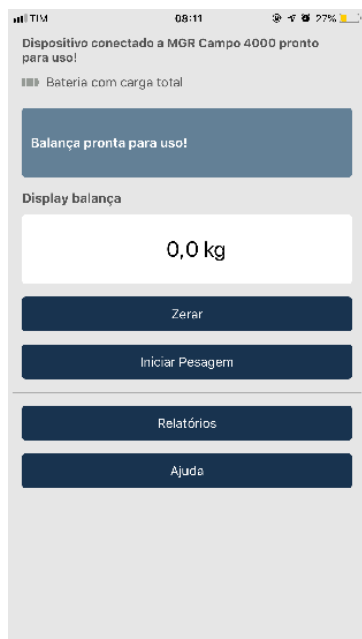 TIM 08:11 27%
Dispositivo conectado a MGR Campo 4000 pronto
para uso!
Bateria com carga total
Balança pronta para uso!
Display balança
0,0 kg
Zerar
Iniciar Pesagem
Relatórios
Ajuda